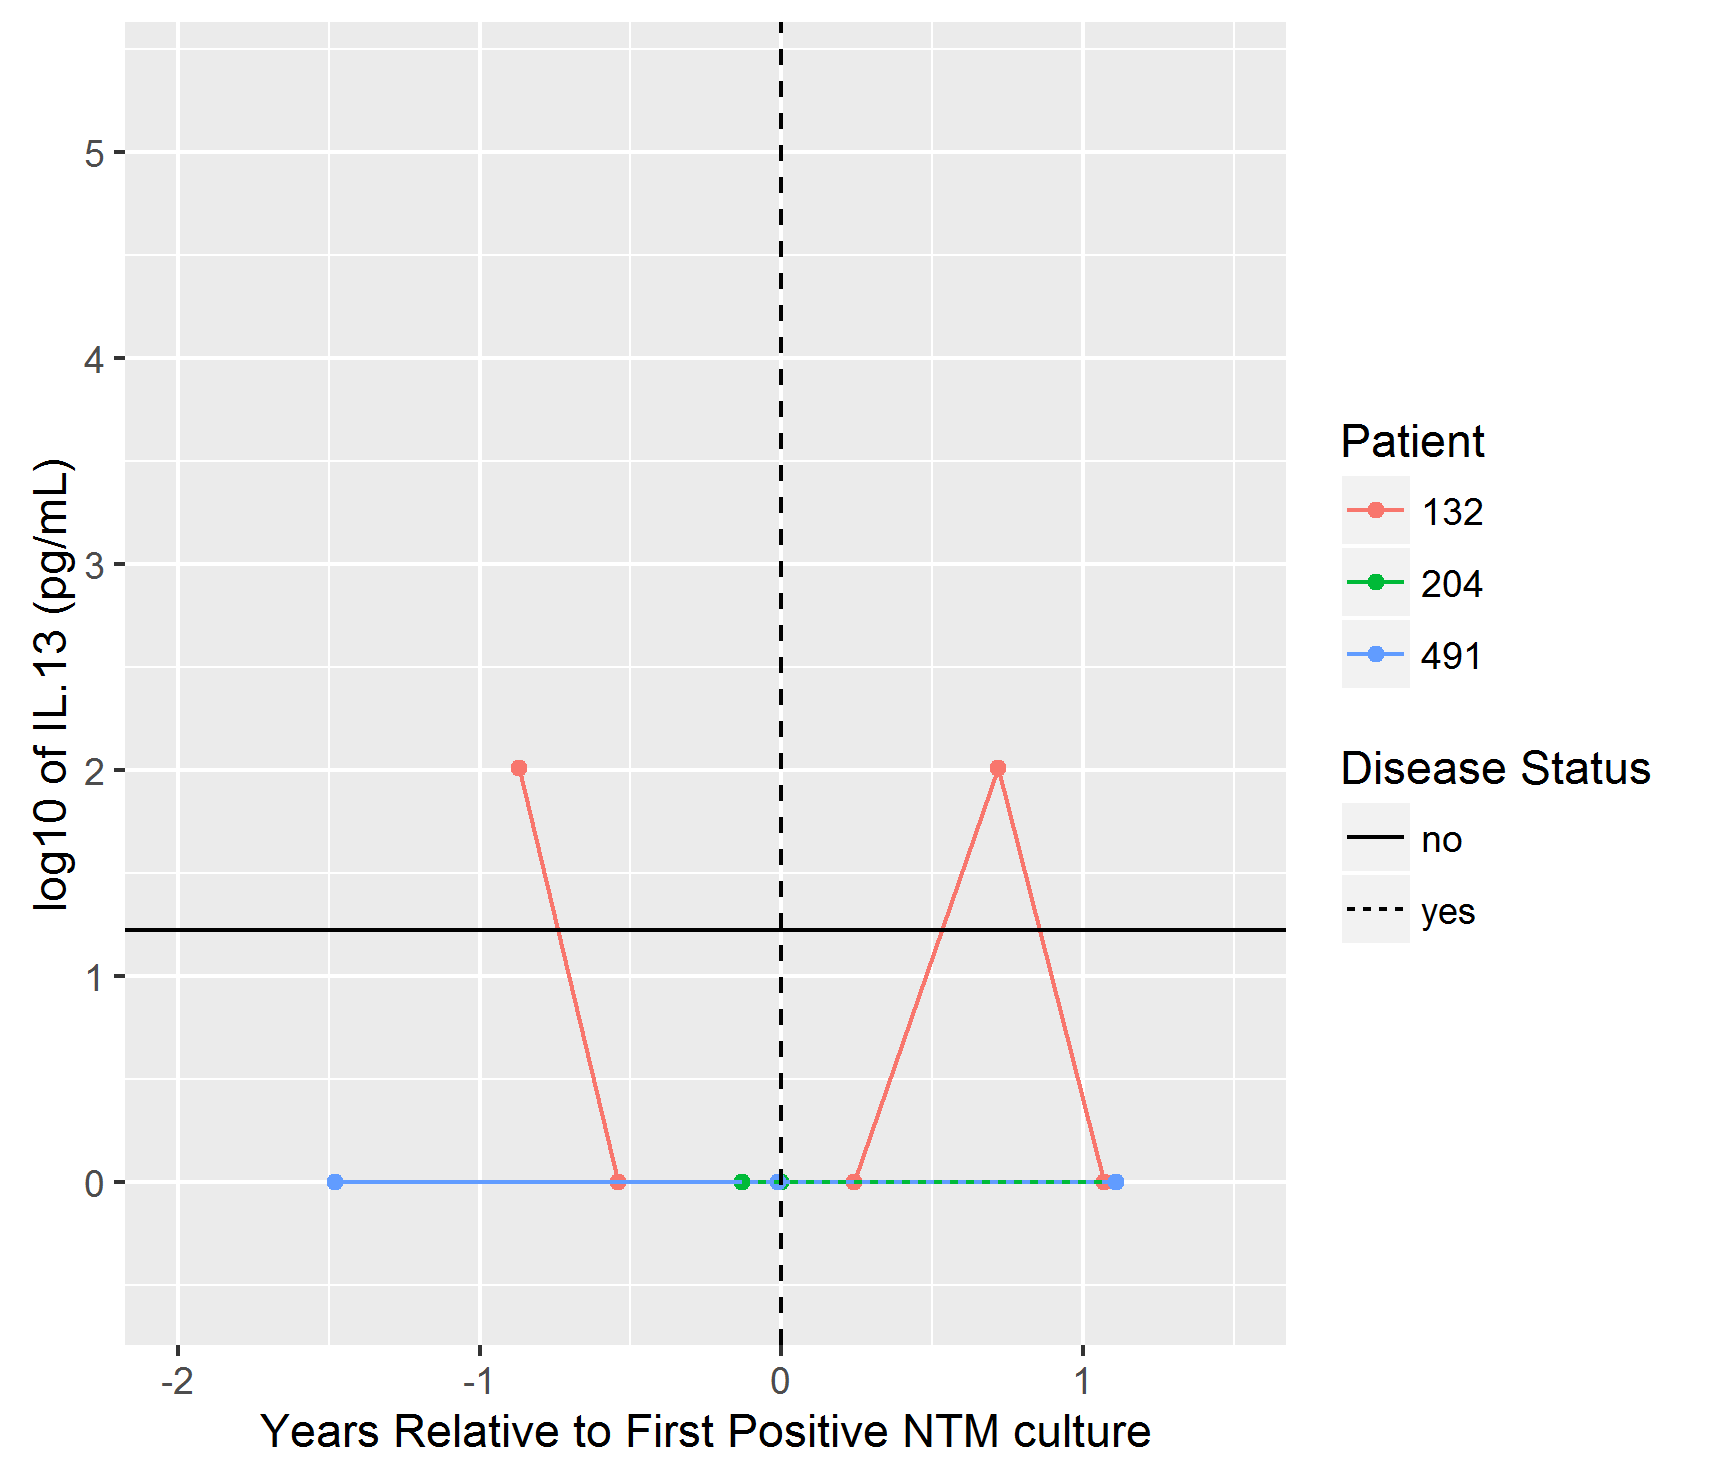 log10 of IL.13 (pg/mL)
5
4
3
2
1
0
-2
-1
0
1
Years Relative to First Positive NTM culture
Patient
132
204
491
Disease Status
no
yes